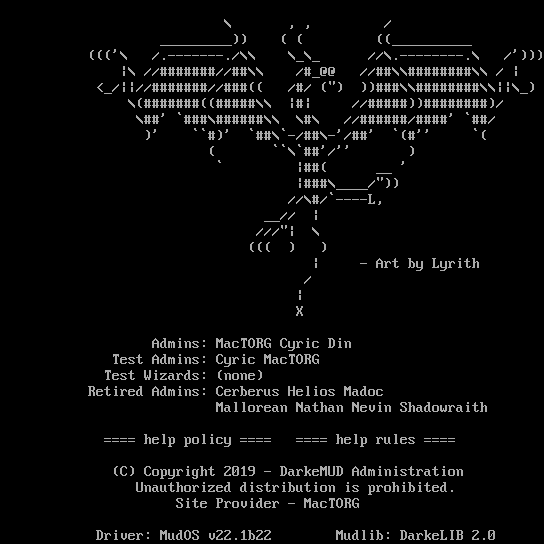 - Art by Lyrith
Admins: MacTORG Cyric Din
Test Admins: Cyric MacTORG
Test Wizards: (none)
Retired Admins: Cerberus Helios Madoc
Mallorean Nathan Nevin Shadowraith
==== help policy ==== ==== help rules ====
(C) Copyright 2019 - DarkeMUD Administration
Unauthorized distribution is prohibited.
Site Provider - MacTORG
Driver: MudOS v22.1b22 Mudlib: DarkeLIB 2.0